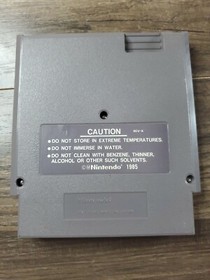 CAUTION
•DO NOT STORE IN EXTREME TEMPERATURES.
•DO NOT IMMERSE IN WATER.
•DO NOT CLEAN WITH BENZENE, THINNER,
ALCOHOL OR OTHER SUCH SOLVENTS.
©®Nintendo® 1985